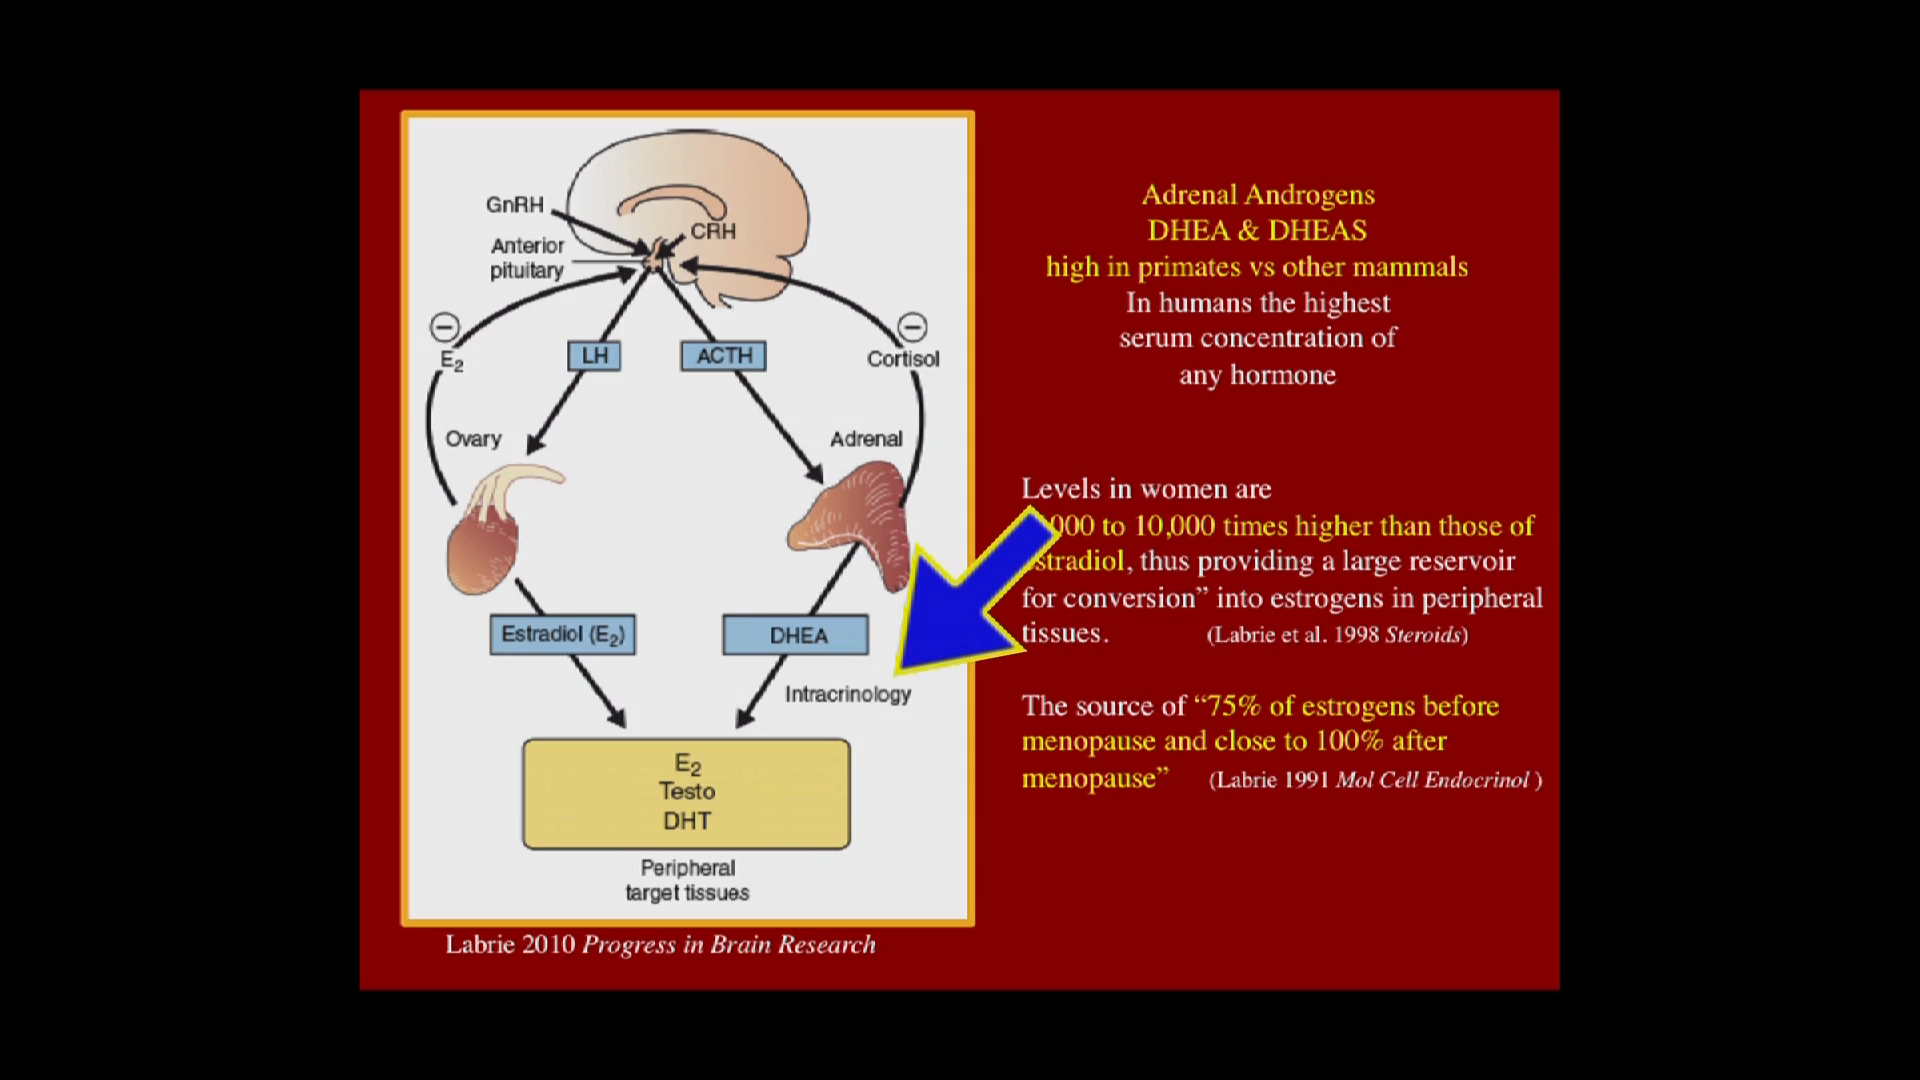 GnRH
CRH
Anterior
pituitary
E2
LH
ACTH
Cortisol
Ovary
Adrenal
Estradiol (E2)
DHEA
Intracrinology
E2
Testo
DHT
Peripheral
target tissues
Labrie 2010 Progress in Brain Research
Adrenal Androgens
DHEA & DHEAS
high in primates vs other mammals
In humans the highest
serum concentration of
any hormone
Levels in women are
000 to 10,000 times higher than those of
stradiol, thus providing a large reservoir
for conversion” into estrogens in peripheral
tissues. (Labrie et al. 1998 Steroids)
The source of “75% of estrogens before
menopause and close to 100% after
menopause” (Labrie 1991 Mol Cell Endocrinol )